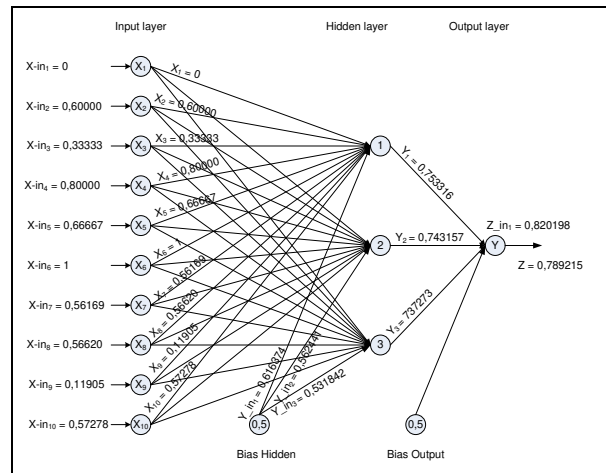 Input layer
Hidden layer
Output layer
X-in1 = 0
X1
X1 = 0
X-in2 = 0,60000
X2
X2 = 0,60000
X-in3 = 0,33333
X3
X3 = 0,33333
1
X-in4 = 0,80000
X4
X4 = 0,80000
Y1 = 0,753316
X-in5 = 0,66667
X5
X5 = 0,66667
Z_in1 = 0,820198
2
Y2 = 0,743157
Y
X-in6 = 1
X6
X6 = 1
Z = 0,789215
X-in7 = 0,56169
X7
X7 = 0,56169
X-in8 = 0,56620
X8
X8 = 0,56620
3
Y3 = 737273
X-in9 = 0,11905
X9
X9 = 0,11905
X-in10 = 0,57278
X10
X10 = 0,57278
Y_in1 = 0,616374
Y_in2 = 0,56244
Y_in3 = 0,531842
0,5
0,5
Bias Hidden
Bias Output